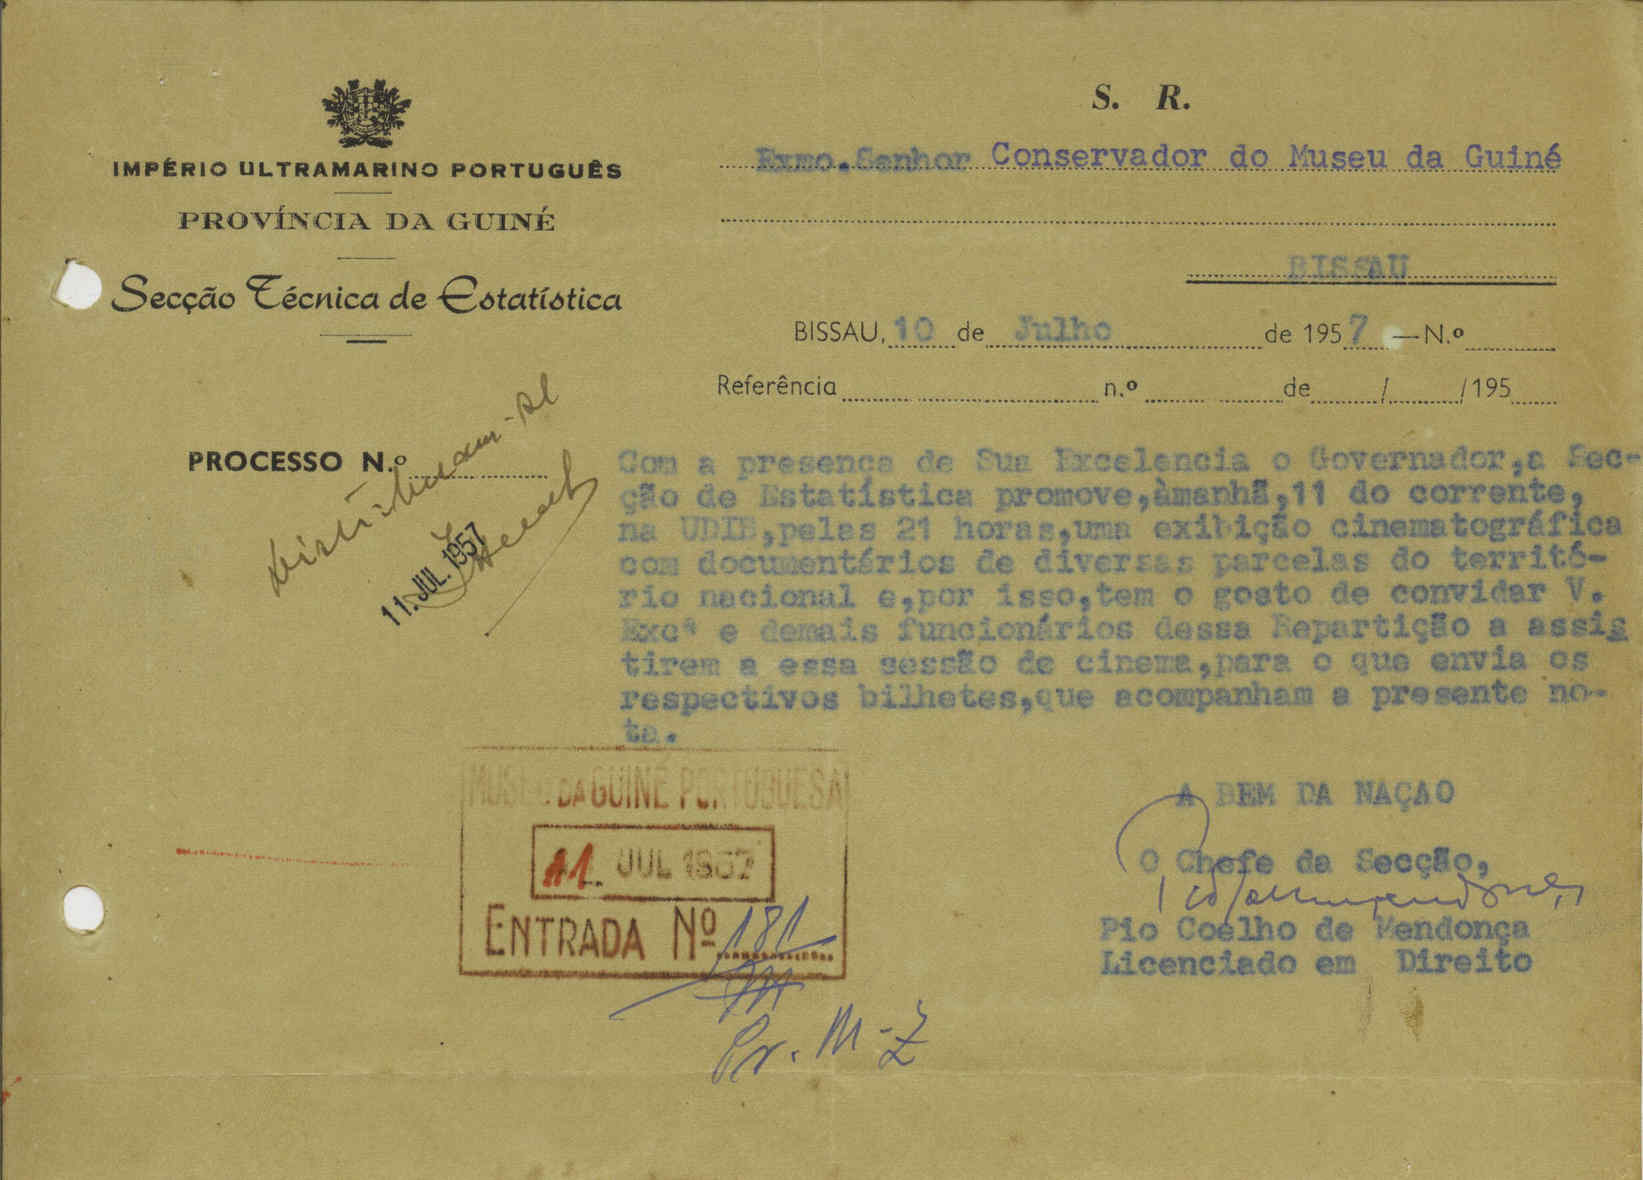 S. R.
IMPÉRIO ULTRAMARINO PORTUGUÊS
PROVÍNCIA DA GUINÉ
Secção Técnica de Estatística
Exmo.Senhor Conservador do Museu da Guiné
BISSAU
BISSAU, 10 de Julho de 1957 — N.º
Referência n.º de / /195
PROCESSO N.º
Distribuam-se
11.JUL.1957
Com a presença de Sua Excelencia o Governador,a Sec-
ção de Estatística promove,àmanhã,11 do corrente,
na UDIB,pelas 21 horas,uma exibição cinematográfica
com documentários de diversas parcelas do territó-
rio nacional e,por isso,tem o gosto de convidar V.
Excª e demais funcionários dessa Repartição a assis
tirem a essa sessão de cinema,para o que envia os
respectivos bilhetes,que acompanham a presente no-
ta.
A BEM DA NAÇAO
O Chefe da Secção,
Pio Coelho de Mendonça
Licenciado em Direito
MUSEU DA GUINÉ PORTUGUESA
11. JUL 1957
ENTRADA Nº 181
Pr. M-Z